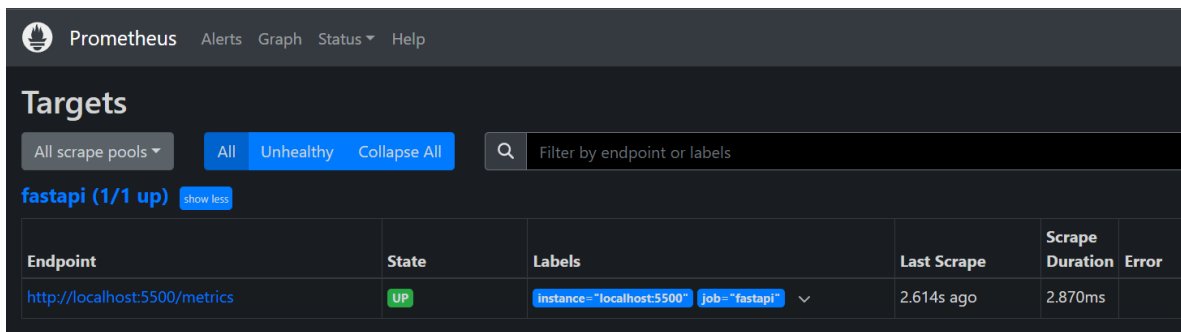 Prometheus Alerts Graph Status Help
Targets
All scrape pools All Unhealthy Collapse All Filter by endpoint or labels
fastapi (1/1 up) show less
Endpoint State Labels Last Scrape Scrape Duration Error
http://localhost:5500/metrics UP instance="localhost:5500" job="fastapi" 2.614s ago 2.870ms